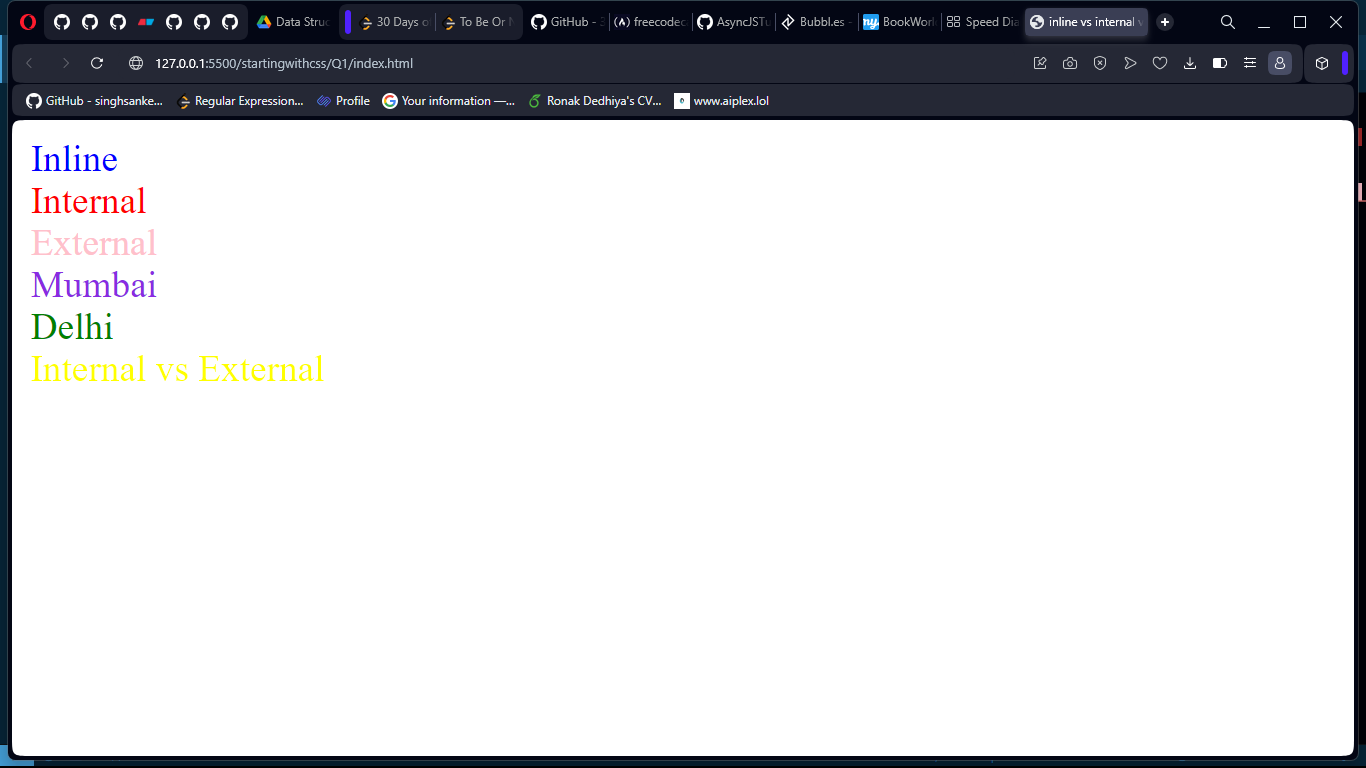 Data Struc
30 Days o
To Be Or N
GitHub - 3
freecodec
AsyncJSTu
Bubbl.es -
BookWork
Speed Dia
inline vs internal v
127.0.0.1:5500/startingwithcss/Q1/index.html
GitHub - singhsanke...
Regular Expression...
Profile
Your information —...
Ronak Dedhiya's CV...
www.aiplex.lol
Inline
Internal
External
Mumbai
Delhi
Internal vs External